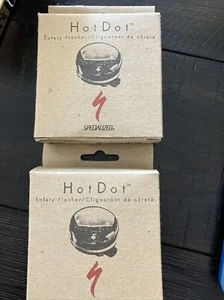 HotDot™
Safety Flasher/Clignotant de sûreté
SPECIALIZED.
HotDot™
Safety Flasher/Clignotant de sûreté